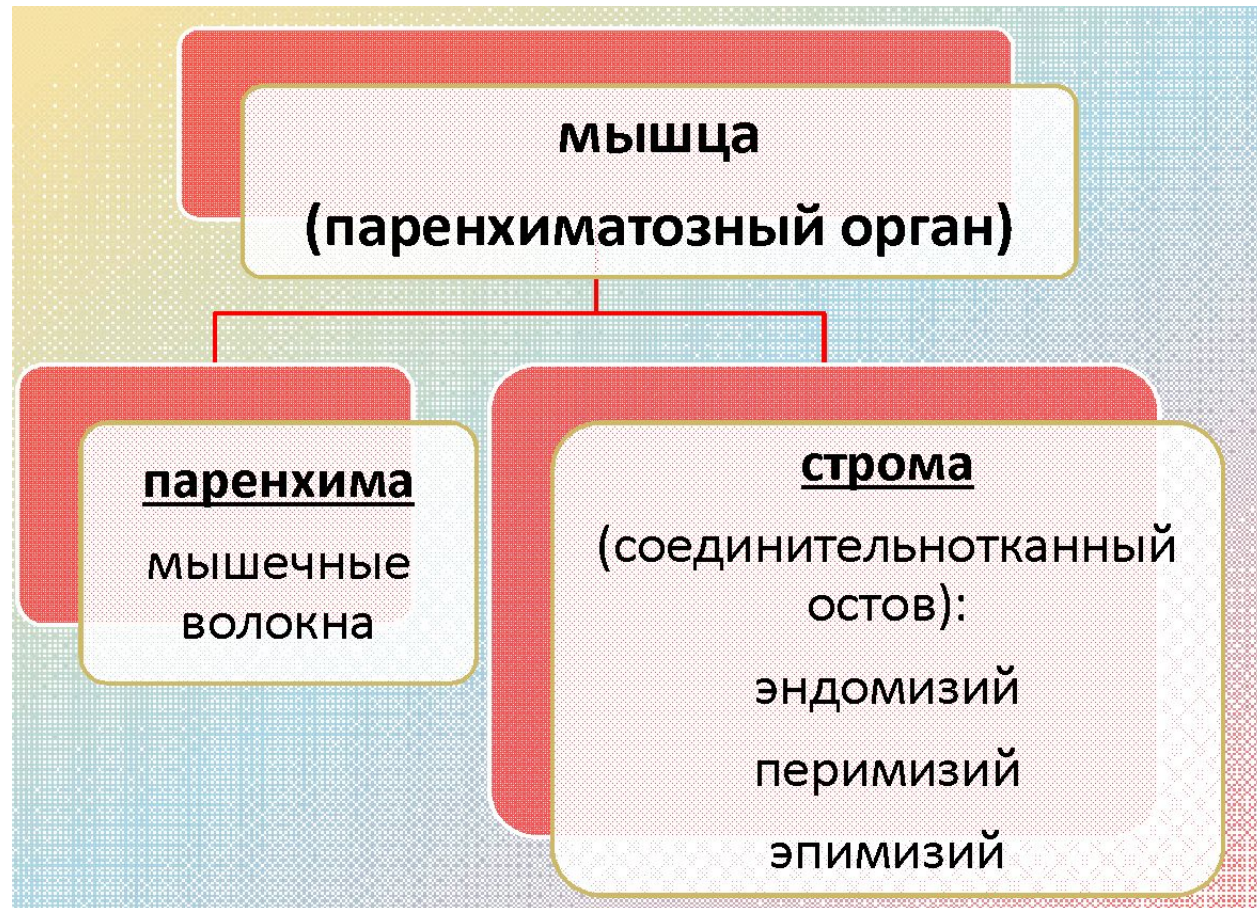 мышца
(паренхиматозный орган)
паренхима
мышечные
волокна
строма
(соединительнотканный
остов):
эндомизий
перимизий
эпимизий